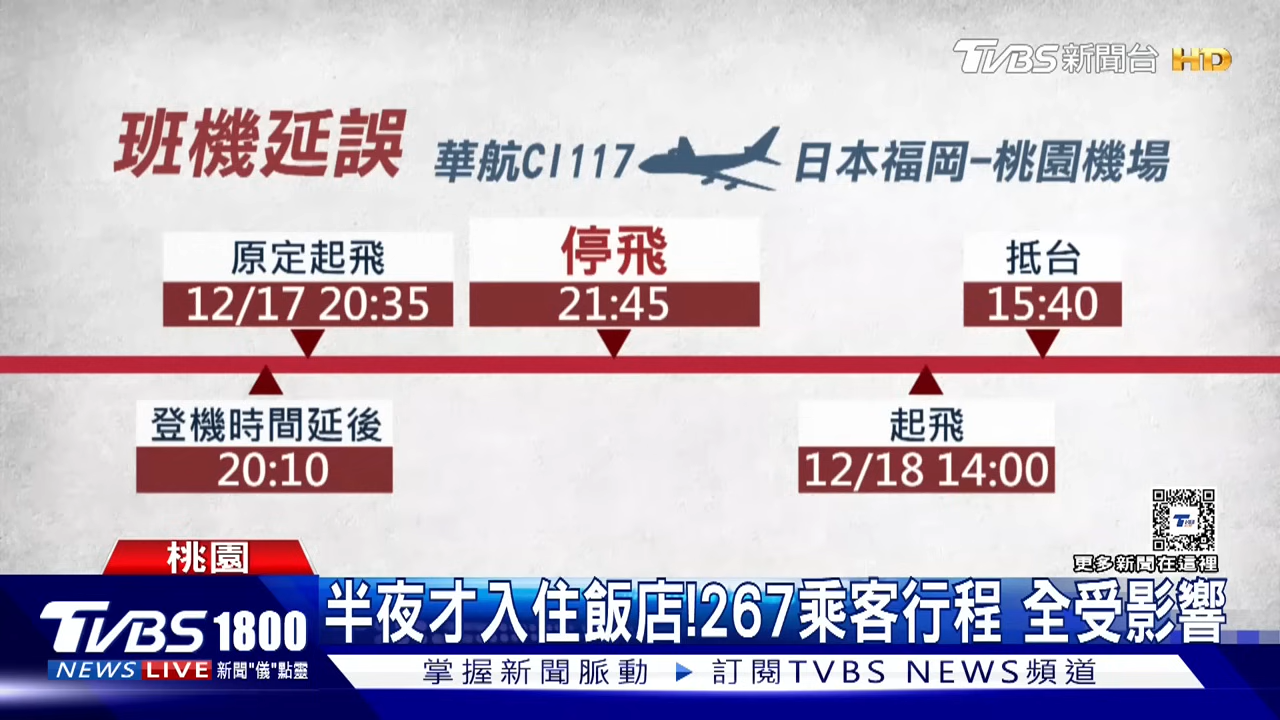 TVBS新聞台 HD
班機延誤 華航CI117 日本福岡-桃園機場
原定起飛
12/17 20:35
停飛
21:45
抵台
15:40
登機時間延後
20:10
起飛
12/18 14:00
TVBS
更多新聞在這裡
桃園
半夜才入住飯店!267乘客行程 全受影響
TVBS 1800
NEWS LIVE 新聞"儀"點靈
掌握新聞脈動 ▶ 訂閱TVBS NEWS頻道